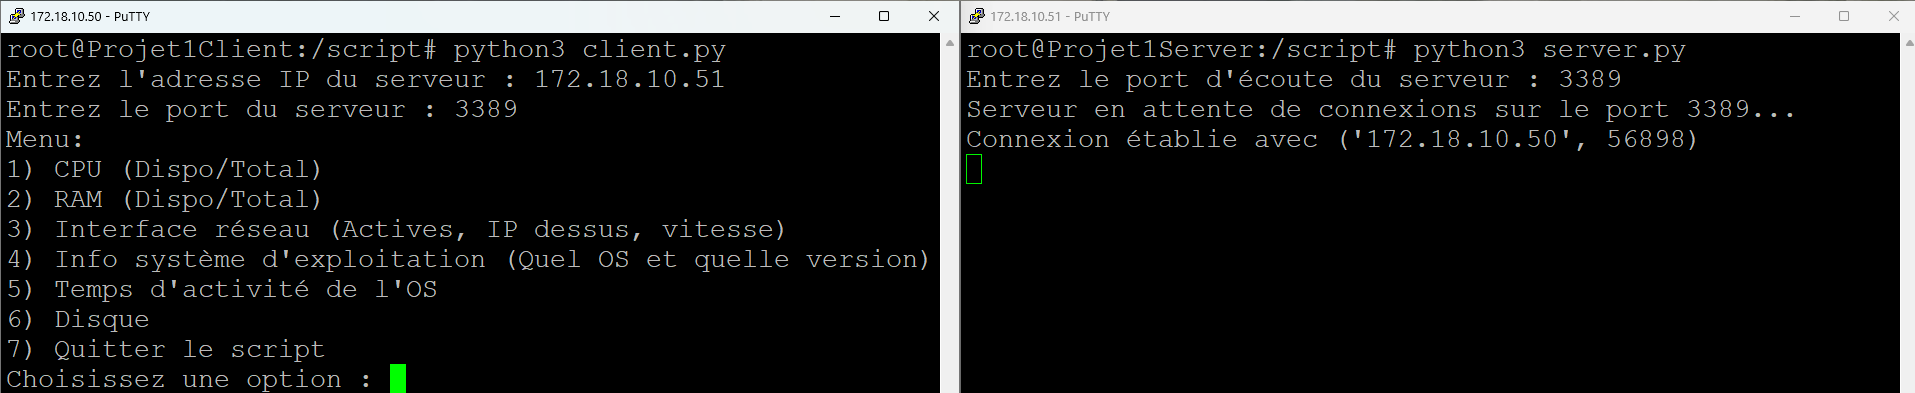 172.18.10.50 - PuTTY
root@Projet1Client:/script# python3 client.py
Entrez l'adresse IP du serveur : 172.18.10.51
Entrez le port du serveur : 3389
Menu:
1) CPU (Dispo/Total)
2) RAM (Dispo/Total)
3) Interface réseau (Actives, IP dessus, vitesse)
4) Info système d'exploitation (Quel OS et quelle version)
5) Temps d'activité de l'OS
6) Disque
7) Quitter le script
Choisissez une option :
172.18.10.51 - PuTTY
root@Projet1Server:/script# python3 server.py
Entrez le port d'écoute du serveur : 3389
Serveur en attente de connexions sur le port 3389...
Connexion établie avec ('172.18.10.50', 56898)